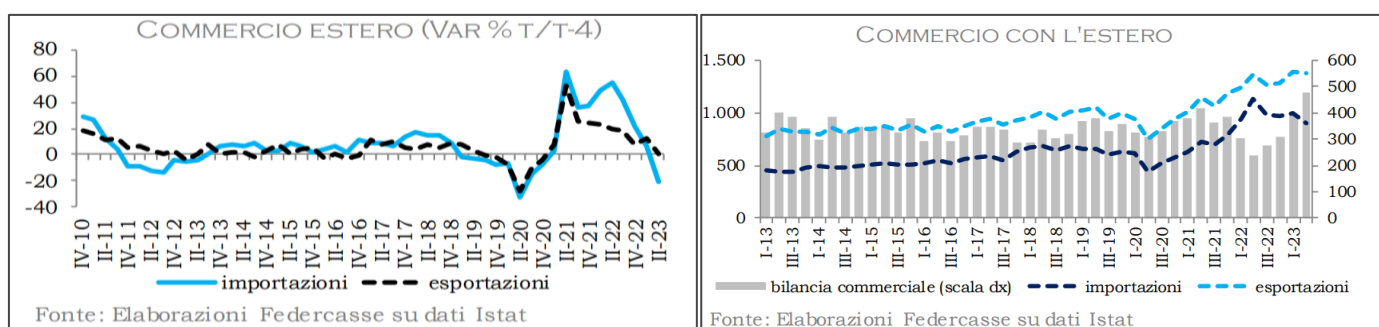 COMMERCIO ESTERO (VAR % T/T-4)
80
60
40
20
0
-20
-40
IV-10
II-11
IV-11
II-12
IV-12
II-13
IV-13
II-14
IV-14
II-15
IV-15
II-16
IV-16
II-17
IV-17
II-18
IV-18
II-19
IV-19
II-20
IV-20
II-21
IV-21
II-22
IV-22
II-23
importazioni esportazioni
Fonte: Elaborazioni Federcasse su dati Istat
COMMERCIO CON L'ESTERO
1.500
1.000
500
0
600
500
400
300
200
100
0
I-13
III-13
I-14
III-14
I-15
III-15
I-16
III-16
I-17
III-17
I-18
III-18
I-19
III-19
I-20
III-20
I-21
III-21
I-22
III-22
I-23
bilancia commerciale (scala dx) importazioni esportazioni
Fonte: Elaborazioni Federcasse su dati Istat